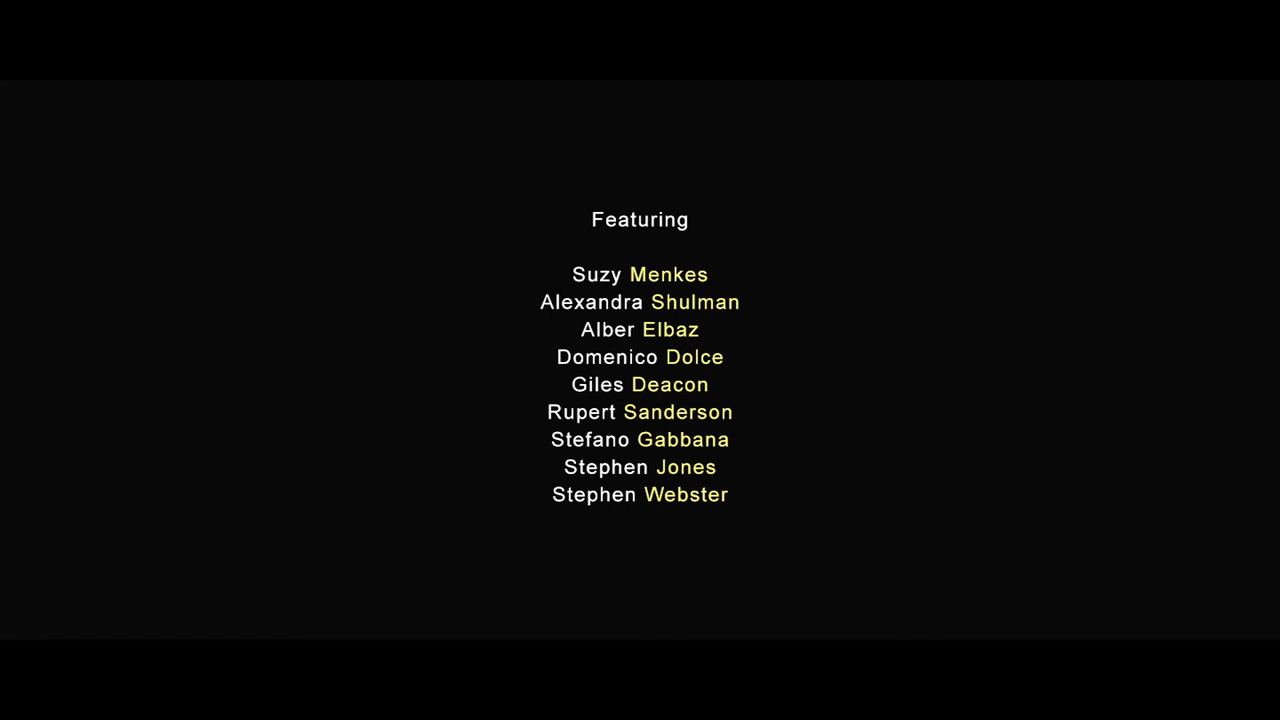 Featuring
Suzy Menkes
Alexandra Shulman
Alber Elbaz
Domenico Dolce
Giles Deacon
Rupert Sanderson
Stefano Gabbana
Stephen Jones
Stephen Webster